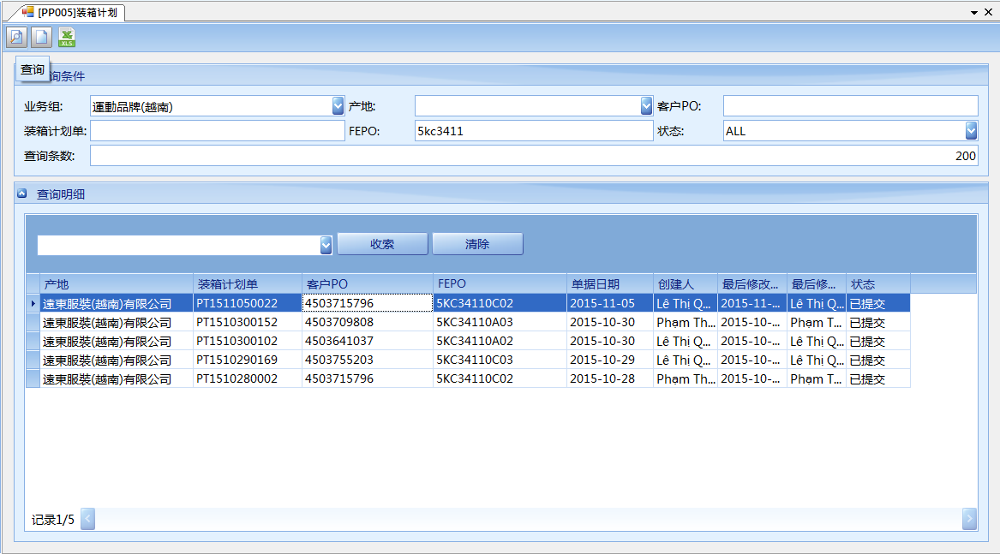 [PP005]装箱计划
XLS
查询
询条件
业务组: 運動品牌(越南) 产地: 客户PO:
装箱计划单: FEPO: 5kc3411 状态: ALL
查询条数: 200
查询明细
收索 清除
产地 装箱计划单 客户PO FEPO 单据日期 创建人 最后修改... 最后修... 状态
遠東服裝(越南)有限公司 PT1511050022 4503715796 5KC34110C02 2015-11-05 Lê Thị Q... 2015-11-... Lê Thị Q... 已提交
遠東服裝(越南)有限公司 PT1510300152 4503709808 5KC34110A03 2015-10-30 Phạm Th... 2015-10-... Phạm T... 已提交
遠東服裝(越南)有限公司 PT1510300102 4503641037 5KC34110A02 2015-10-30 Lê Thị Q... 2015-10-... Lê Thị Q... 已提交
遠東服裝(越南)有限公司 PT1510290169 4503755203 5KC34110C03 2015-10-29 Lê Thị Q... 2015-10-... Lê Thị Q... 已提交
遠東服裝(越南)有限公司 PT1510280002 4503715796 5KC34110C02 2015-10-28 Phạm Th... 2015-10-... Phạm T... 已提交
记录1/5